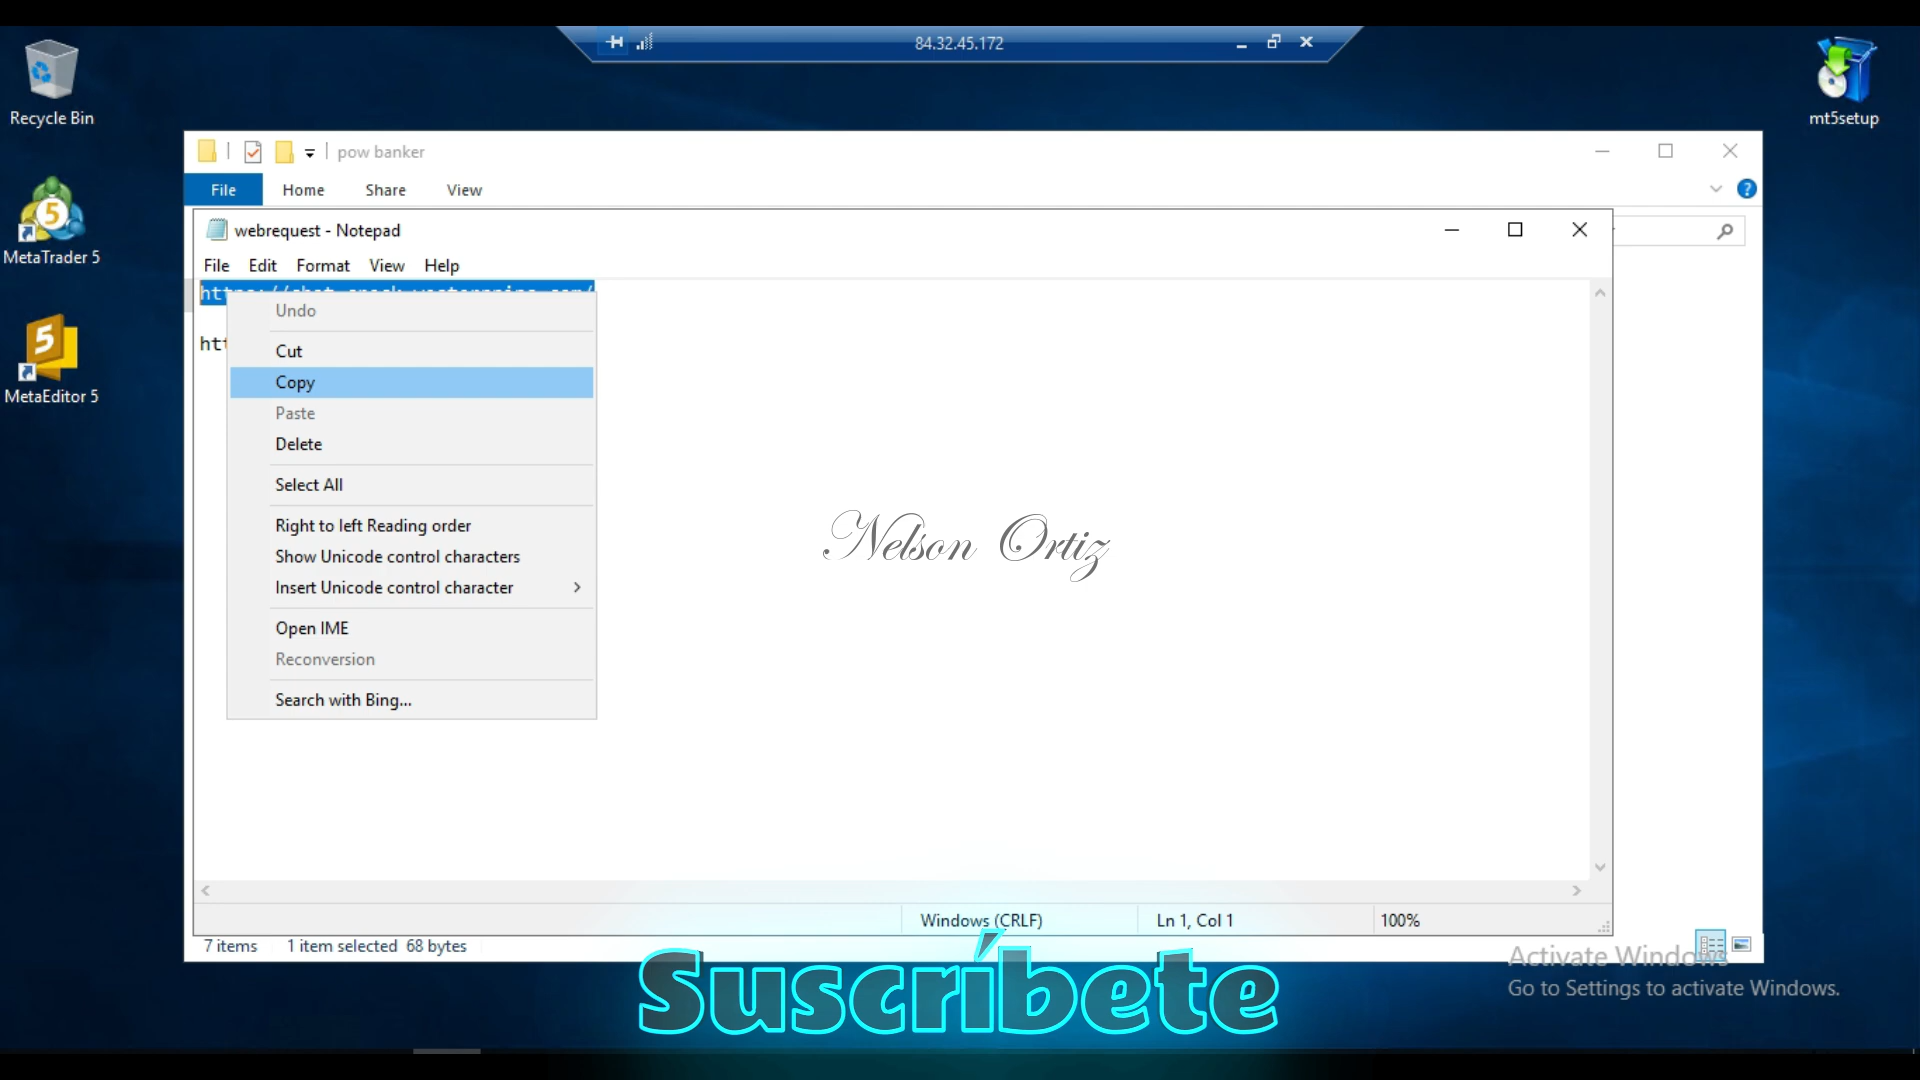 84.32.45.172
Recycle Bin
mt5setup
pow banker
File Home Share View
MetaTrader 5
webrequest - Notepad
File Edit Format View Help
Undo
Cut
MetaEditor 5
Copy
Paste
Delete
Select All
Right to left Reading order
Show Unicode control characters
Insert Unicode control character
Nelson Ortiz
Open IME
Reconversion
Search with Bing...
Windows (CRLF) Ln 1, Col 1 100%
7 items 1 item selected 68 bytes
Activate Windows
Go to Settings to activate Windows.
Suscríbete